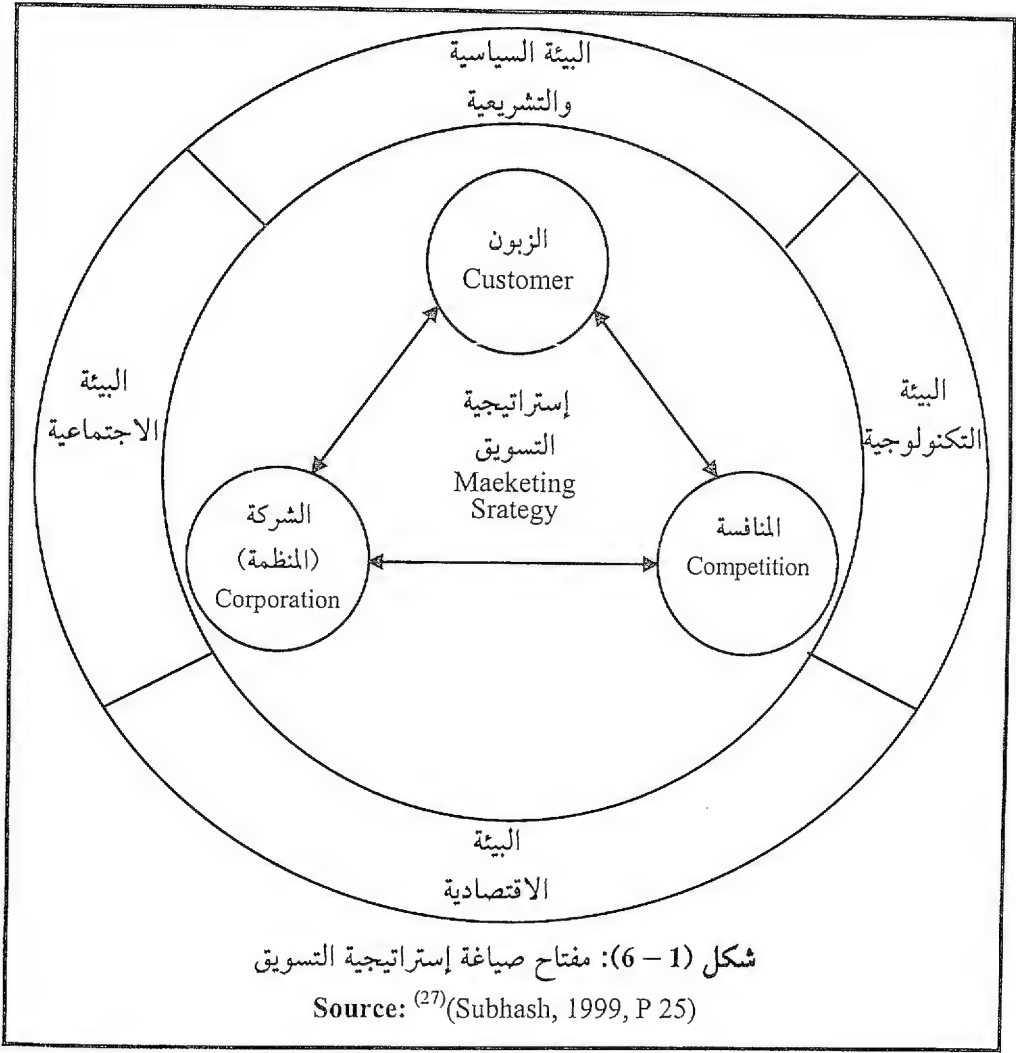 البيئة السياسية
والتشريعية
الزبون
Customer
البيئة
التكنولوجية
البيئة
الاجتماعية
إستراتيجية
التسويق
Maeketing
Srategy
المنافسة
Competition
الشركة
(المنظمة)
Corporation
البيئة
الاقتصادية
شكل (1 – 6): مفتاح صياغة إستراتيجية التسويق
Source: (27)(Subhash, 1999, P 25)